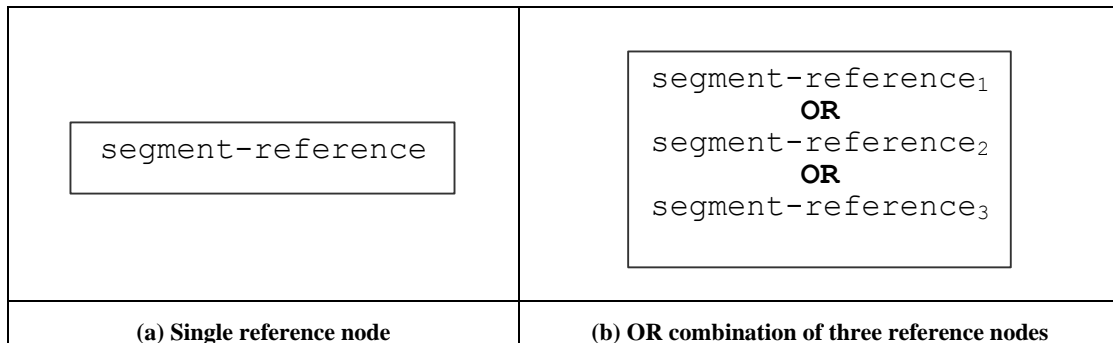 segment-reference
segment-reference₁
OR
segment-reference₂
OR
segment-reference₃
(a) Single reference node
(b) OR combination of three reference nodes